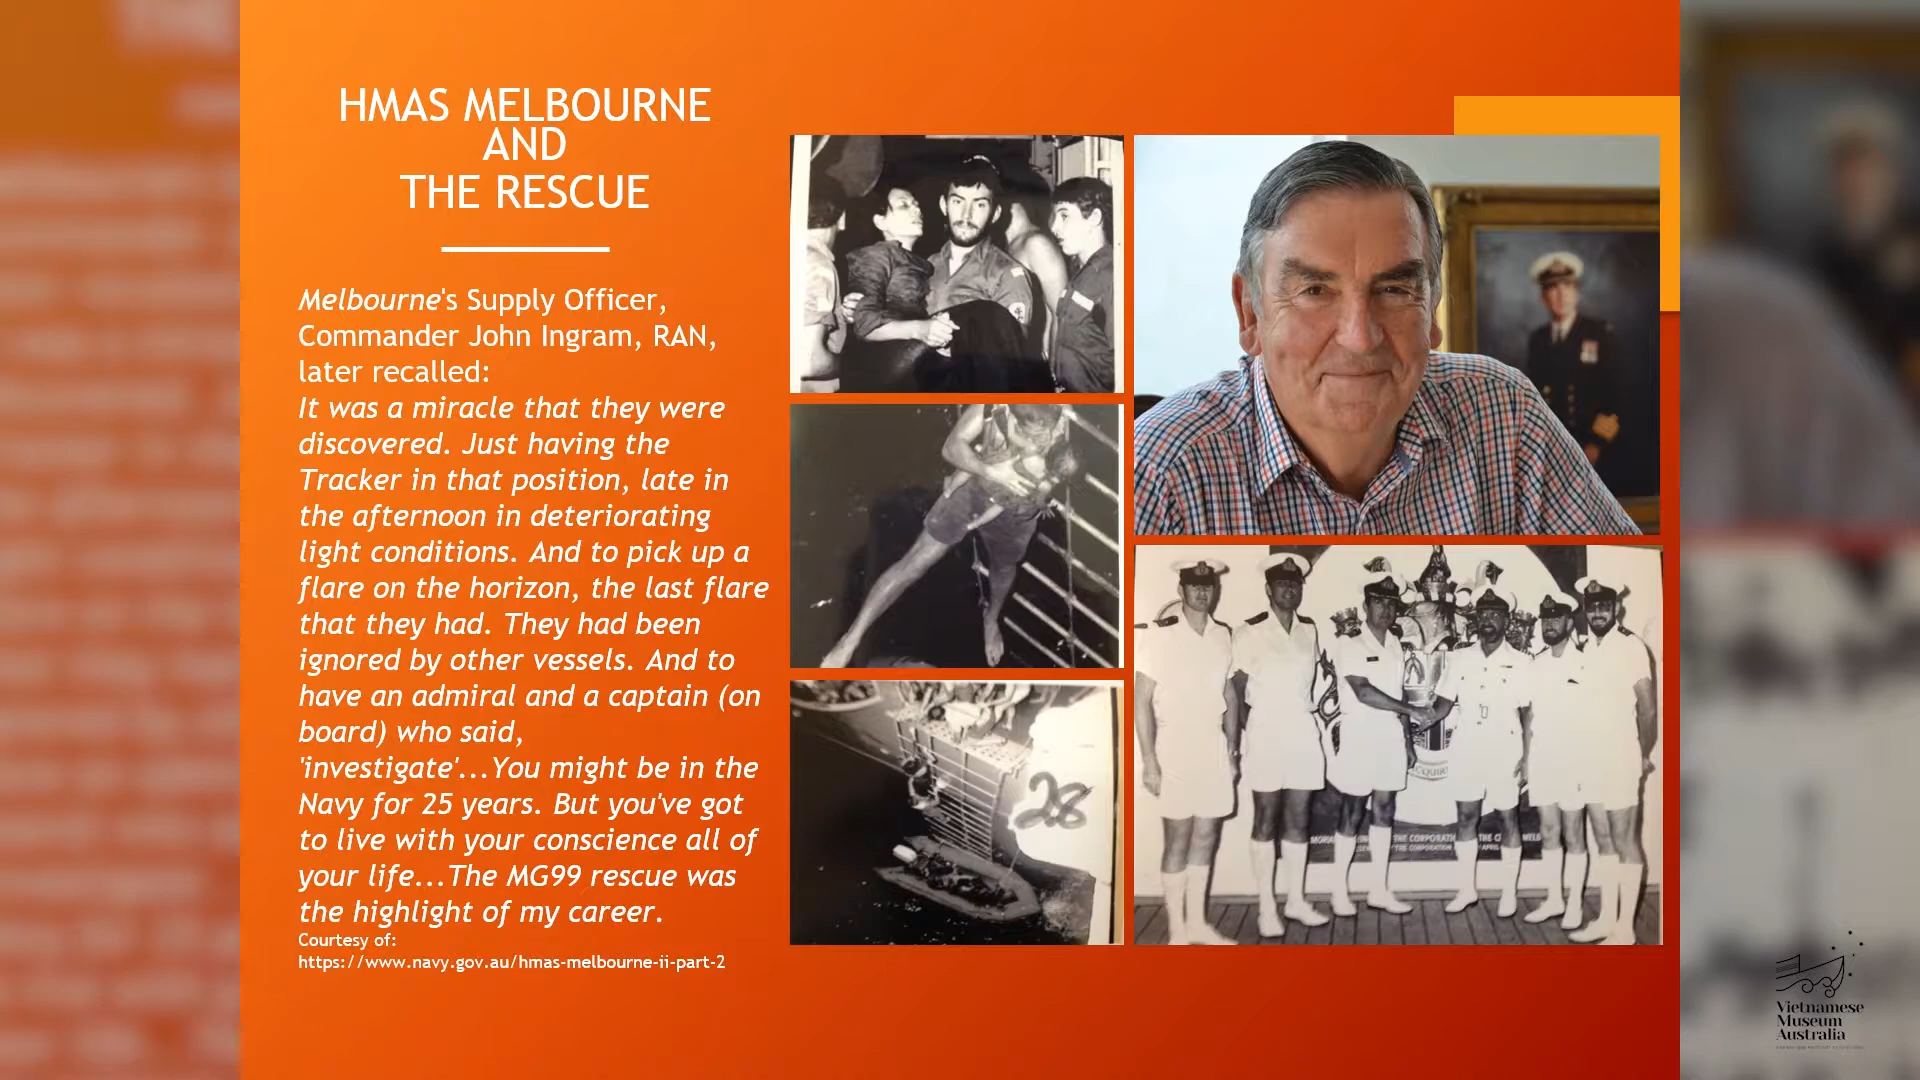 HMAS MELBOURNE
AND
THE RESCUE
Melbourne's Supply Officer,
Commander John Ingram, RAN,
later recalled:
It was a miracle that they were
discovered. Just having the
Tracker in that position, late in
the afternoon in deteriorating
light conditions. And to pick up a
flare on the horizon, the last flare
that they had. They had been
ignored by other vessels. And to
have an admiral and a captain (on
board) who said,
'investigate'...You might be in the
Navy for 25 years. But you've got
to live with your conscience all of
your life...The MG99 rescue was
the highlight of my career.
Courtesy of:
https://www.navy.gov.au/hmas-melbourne-ii-part-2
28
THE CORPORATI
THE CORPORATION
Vietnamese
Museum
Australia